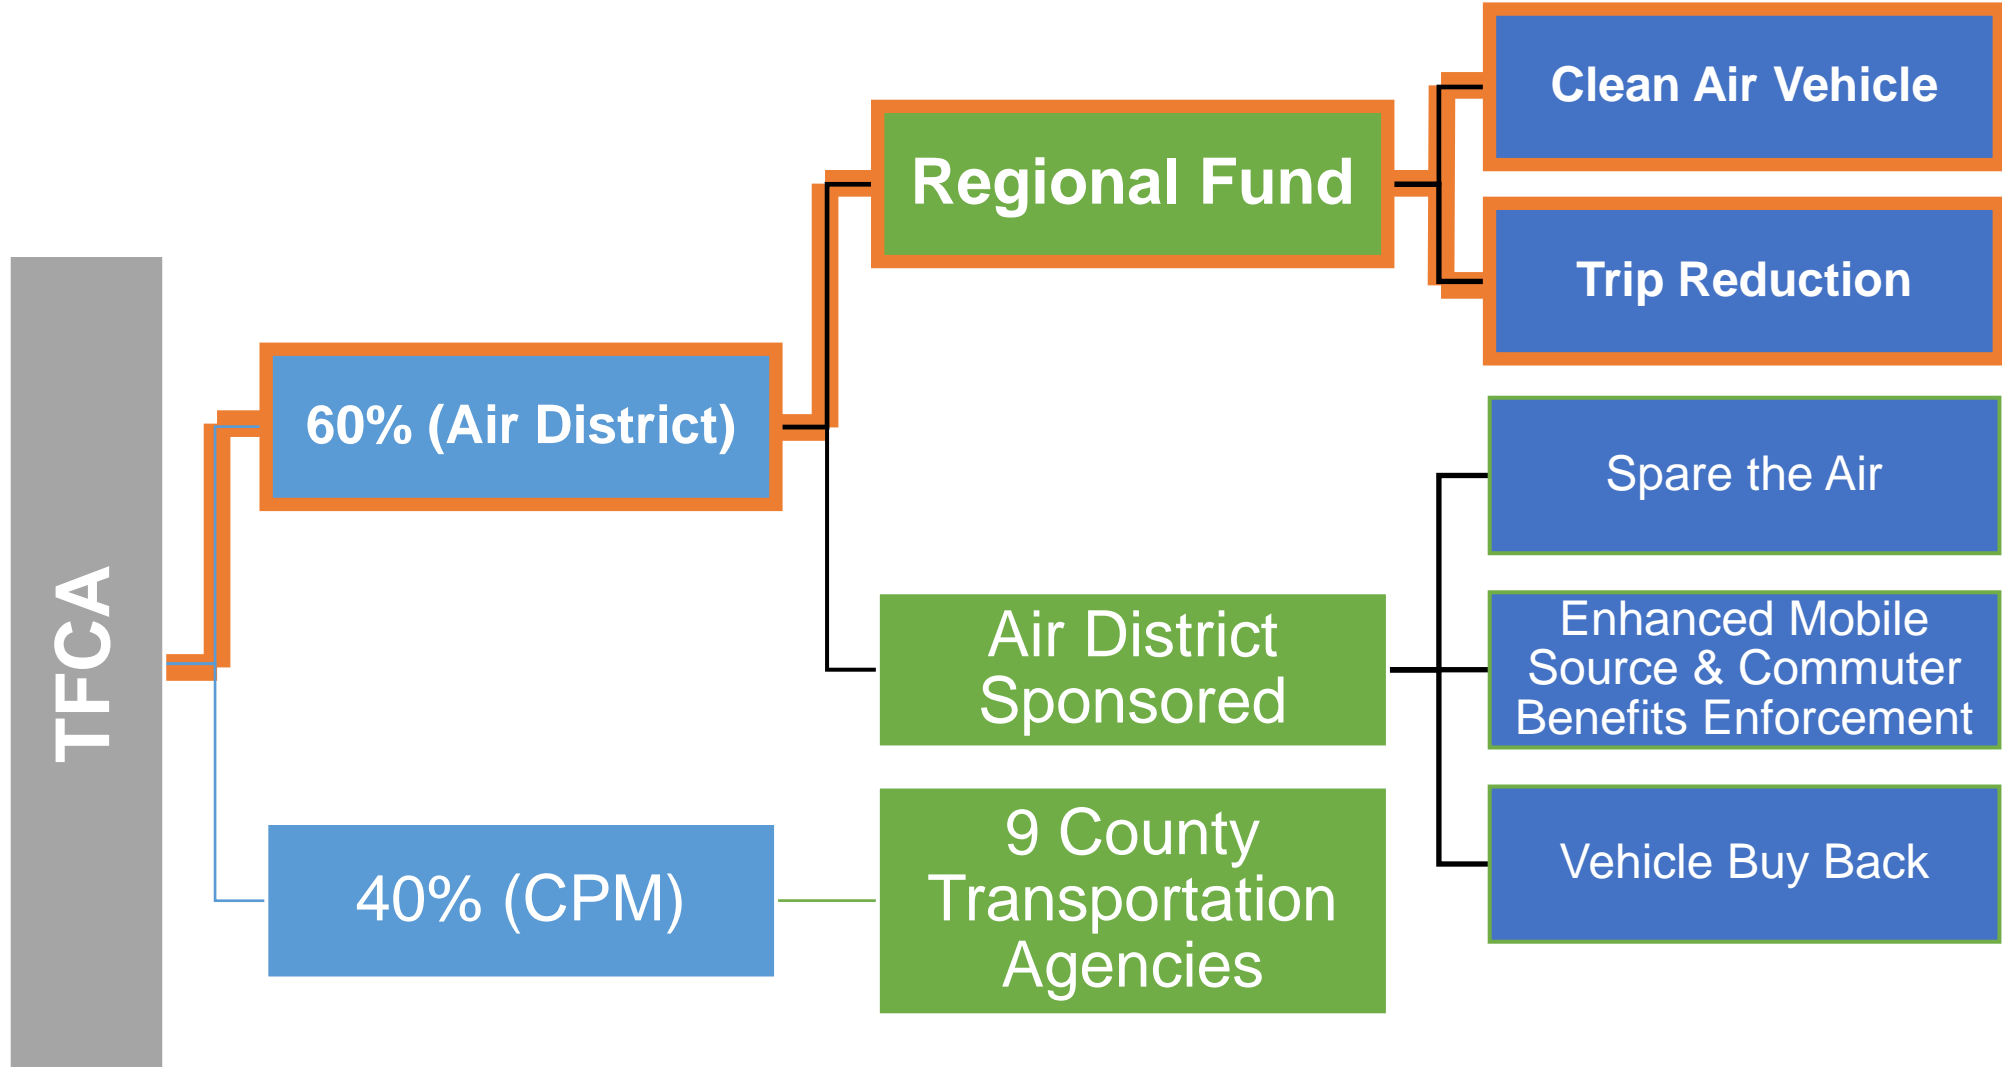 TFCA
60% (Air District)
Regional Fund
Clean Air Vehicle
Trip Reduction
Air District
Sponsored
Spare the Air
Enhanced Mobile
Source & Commuter
Benefits Enforcement
Vehicle Buy Back
40% (CPM)
9 County
Transportation
Agencies